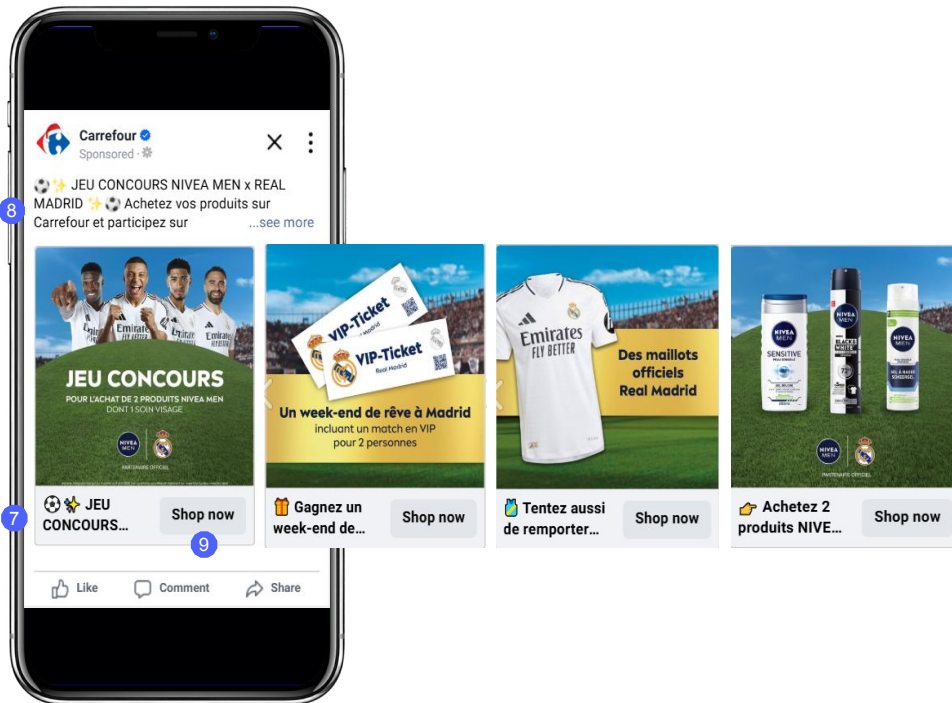 Carrefour
Sponsored ·
8
⚽✨ JEU CONCOURS NIVEA MEN x REAL
MADRID ✨⚽ Achetez vos produits sur
Carrefour et participez sur ...see more
Emirates
JEU CONCOURS
POUR L'ACHAT DE 2 PRODUITS NIVEA MEN
DONT 1 SOIN VISAGE
NIVEA
MEN
PARTENAIRE OFFICIEL
7
⚽✨ JEU
CONCOURS...
Shop now
9
VIP-Ticket
Real Madrid
VIP-Ticket
Real Madrid
Un week-end de rêve à Madrid
incluant un match en VIP
pour 2 personnes
🎁 Gagnez un
week-end de...
Shop now
Emirates
FLY BETTER
Des maillots
officiels
Real Madrid
🎽 Tentez aussi
de remporter...
Shop now
NIVEA
MEN
SENSITIVE
NIVEA
MEN
BLACK&
WHITE
72H
NIVEA
MEN
NIVEA
MEN
PARTENAIRE OFFICIEL
👉 Achetez 2
produits NIVE...
Shop now
Like
Comment
Share